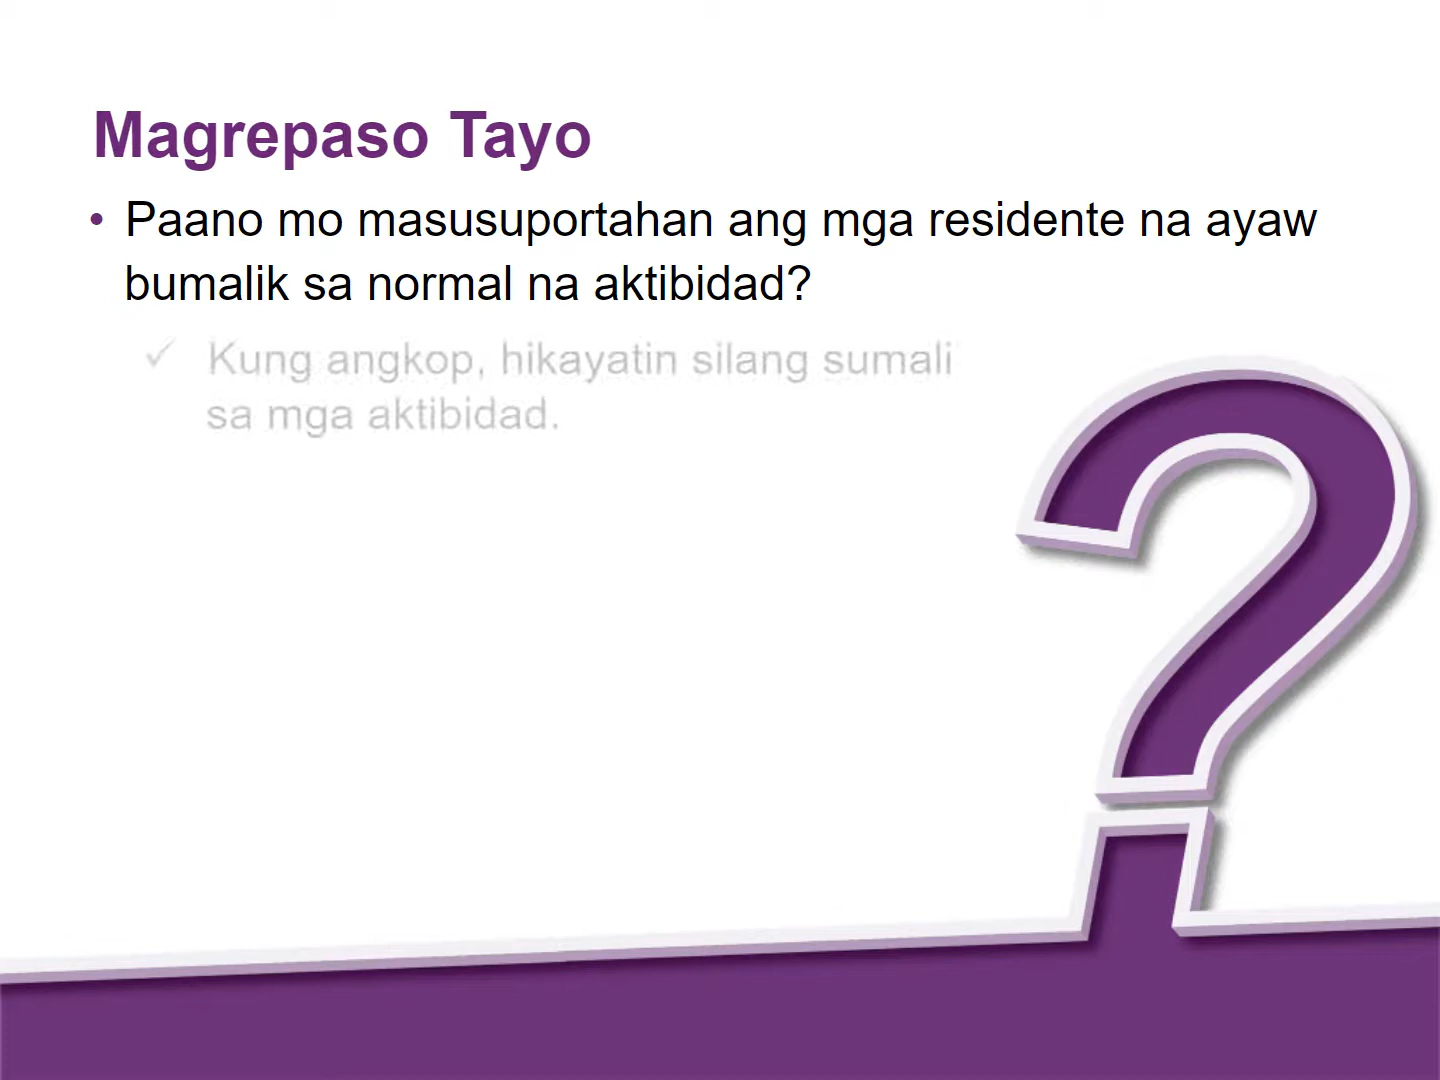 Magrepaso Tayo
• Paano mo masusuportahan ang mga residente na ayaw
bumalik sa normal na aktibidad?
✓ Kung angkop, hikayatin silang sumali
sa mga aktibidad.